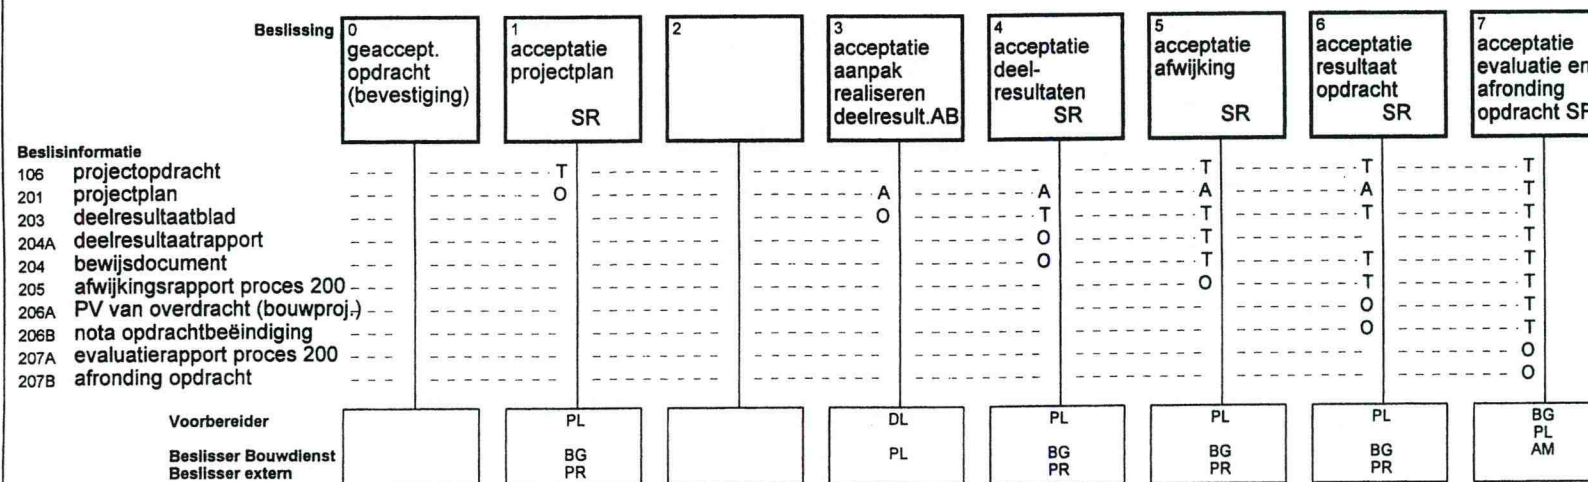 Beslissing
0
geaccept.
opdracht
(bevestiging)
1
acceptatie
projectplan
SR
2
3
acceptatie
aanpak
realiseren
deelresult.AB
4
acceptatie
deel-
resultaten
SR
5
acceptatie
afwijking
SR
6
acceptatie
resultaat
opdracht
SR
7
acceptatie
evaluatie en
afronding
opdracht SR
Beslisinformatie
106 projectopdracht T T T T
201 projectplan O A A A A T
203 deelresultaatblad O T T T T
204A deelresultaatrapport O T T
204 bewijsdocument O T T T
205 afwijkingsrapport proces 200 O T T
206A PV van overdracht (bouwproj.) O T
206B nota opdrachtbeëindiging O T
207A evaluatierapport proces 200 O
207B afronding opdracht O
Voorbereider PL DL PL PL PL BG
PL
Beslisser Bouwdienst BG PL BG BG BG AM
Beslisser extern PR PR PR PR